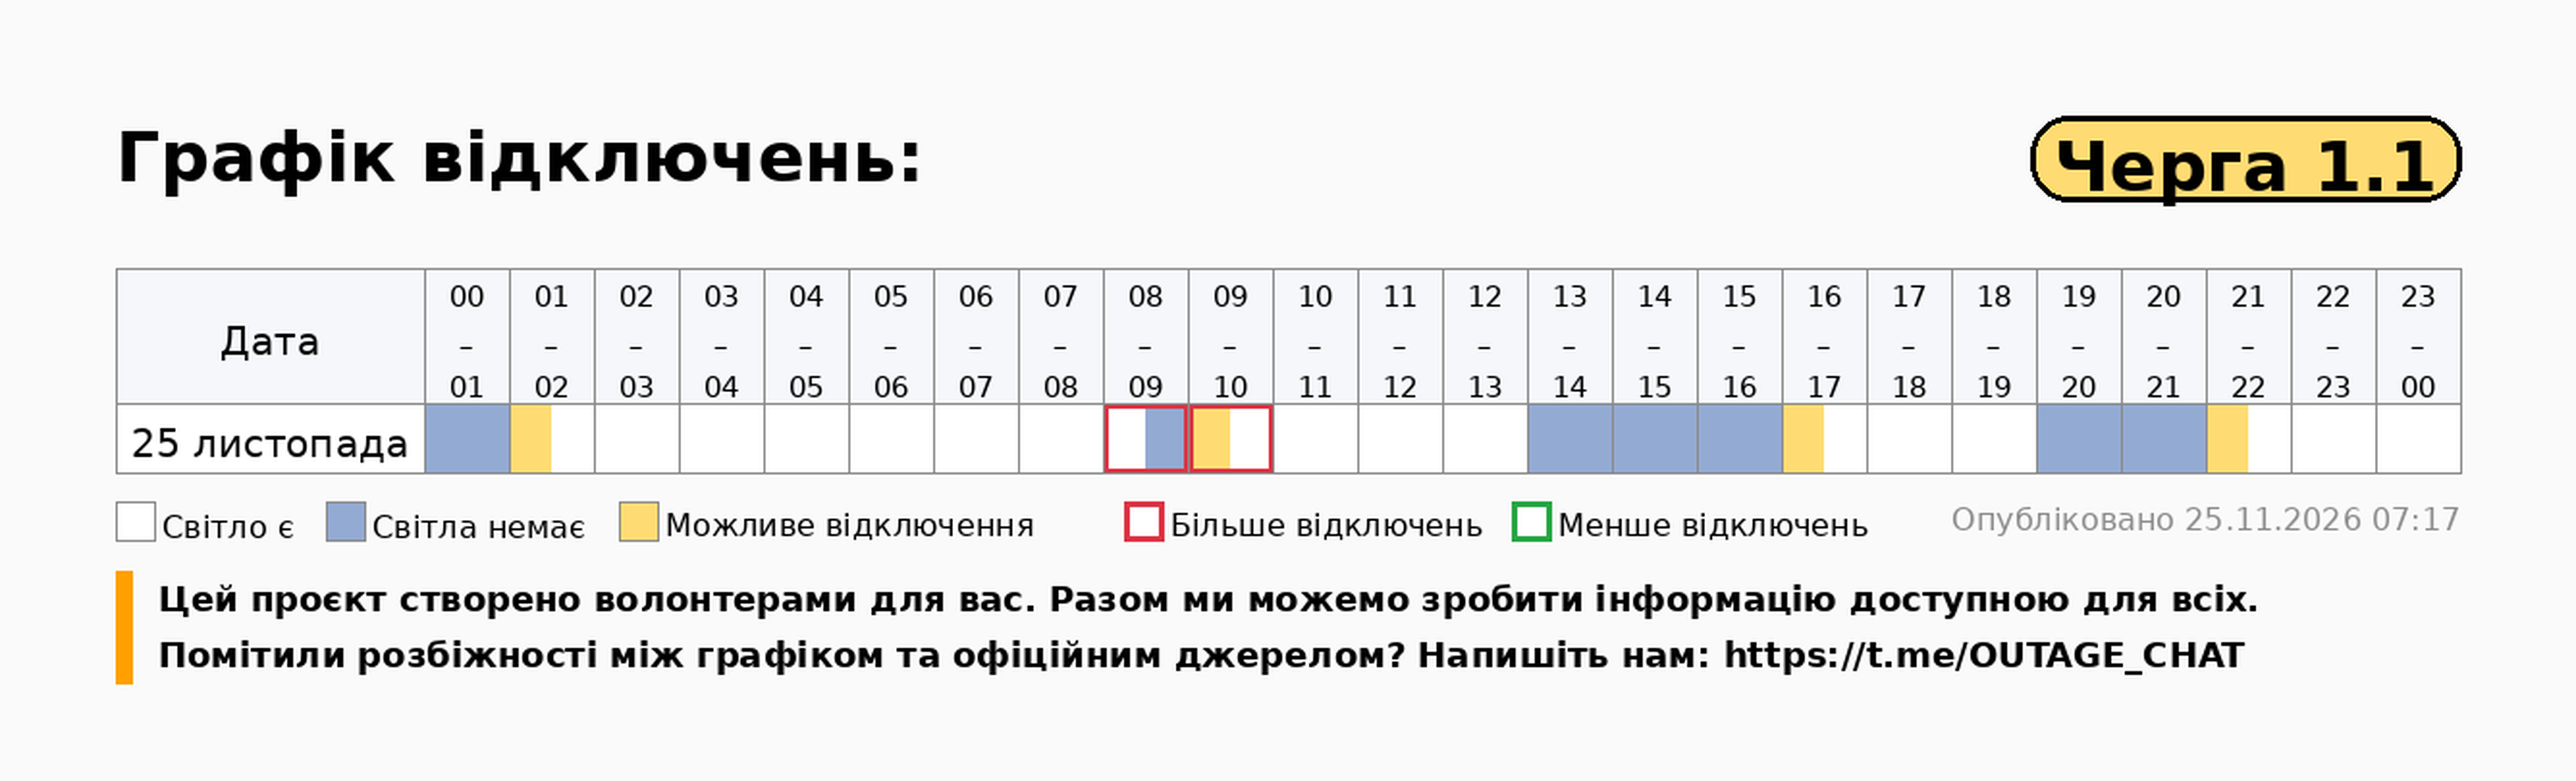 Графік відключень:
Черга 1.1
Дата
00 – 01
01 – 02
02 – 03
03 – 04
04 – 05
05 – 06
06 – 07
07 – 08
08 – 09
09 – 10
10 – 11
11 – 12
12 – 13
13 – 14
14 – 15
15 – 16
16 – 17
17 – 18
18 – 19
19 – 20
20 – 21
21 – 22
22 – 23
23 – 00
25 листопада
Світло є
Світла немає
Можливе відключення
Більше відключень
Менше відключень
Опубліковано 25.11.2026 07:17
Цей проєкт створено волонтерами для вас. Разом ми можемо зробити інформацію доступною для всіх.
Помітили розбіжності між графіком та офіційним джерелом? Напишіть нам: https://t.me/OUTAGE_CHAT